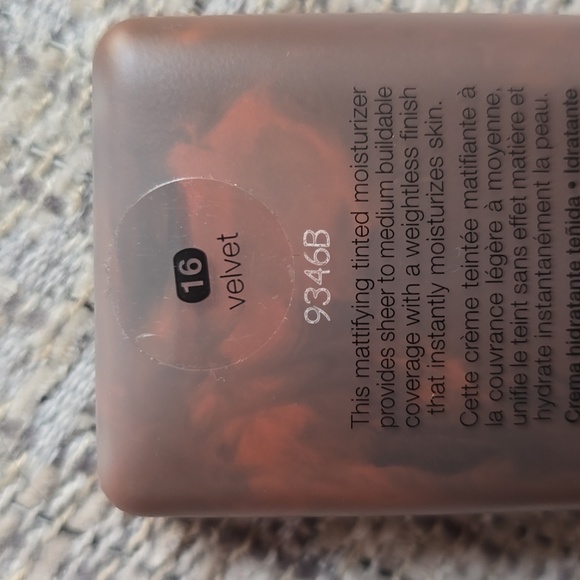 16
velvet
9346B
This mattifying tinted moisturizer
provides sheer to medium buildable
coverage with a weightless finish
that instantly moisturizes skin.
Cette crème teintée matifiante à
la couvrance légère à moyenne,
unifie le teint sans effet matière et
hydrate instantanément la peau.
Crema hidratante teñida • Idratante